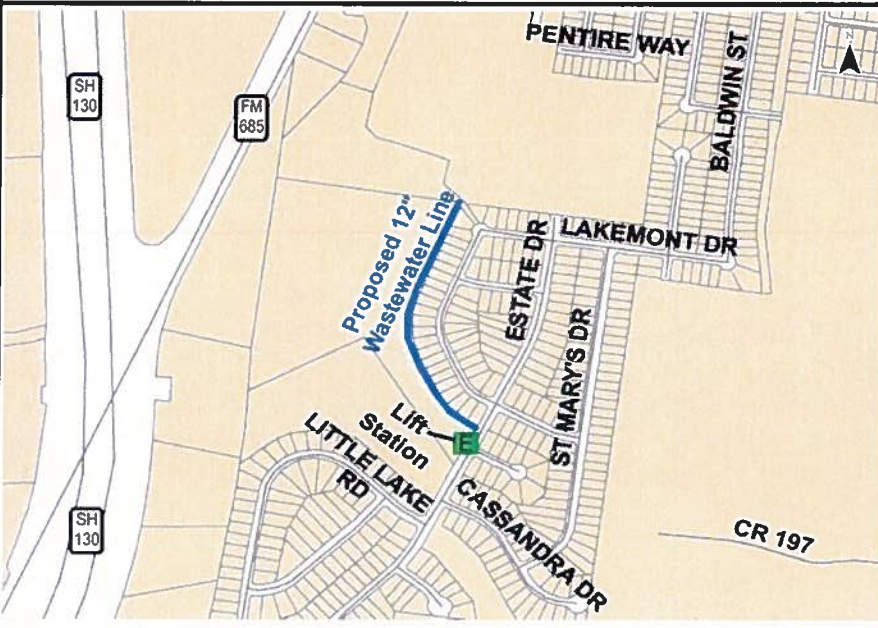 PENTIRE WAY
BALDWIN ST
N
SH
130
FM
685
Proposed 12"
Wastewater Line
LAKEMONT DR
ESTATE DR
ST MARY'S DR
Lift
Station
E
LITTLE LAKE
RD
CASSANDRA DR
SH
130
CR 197